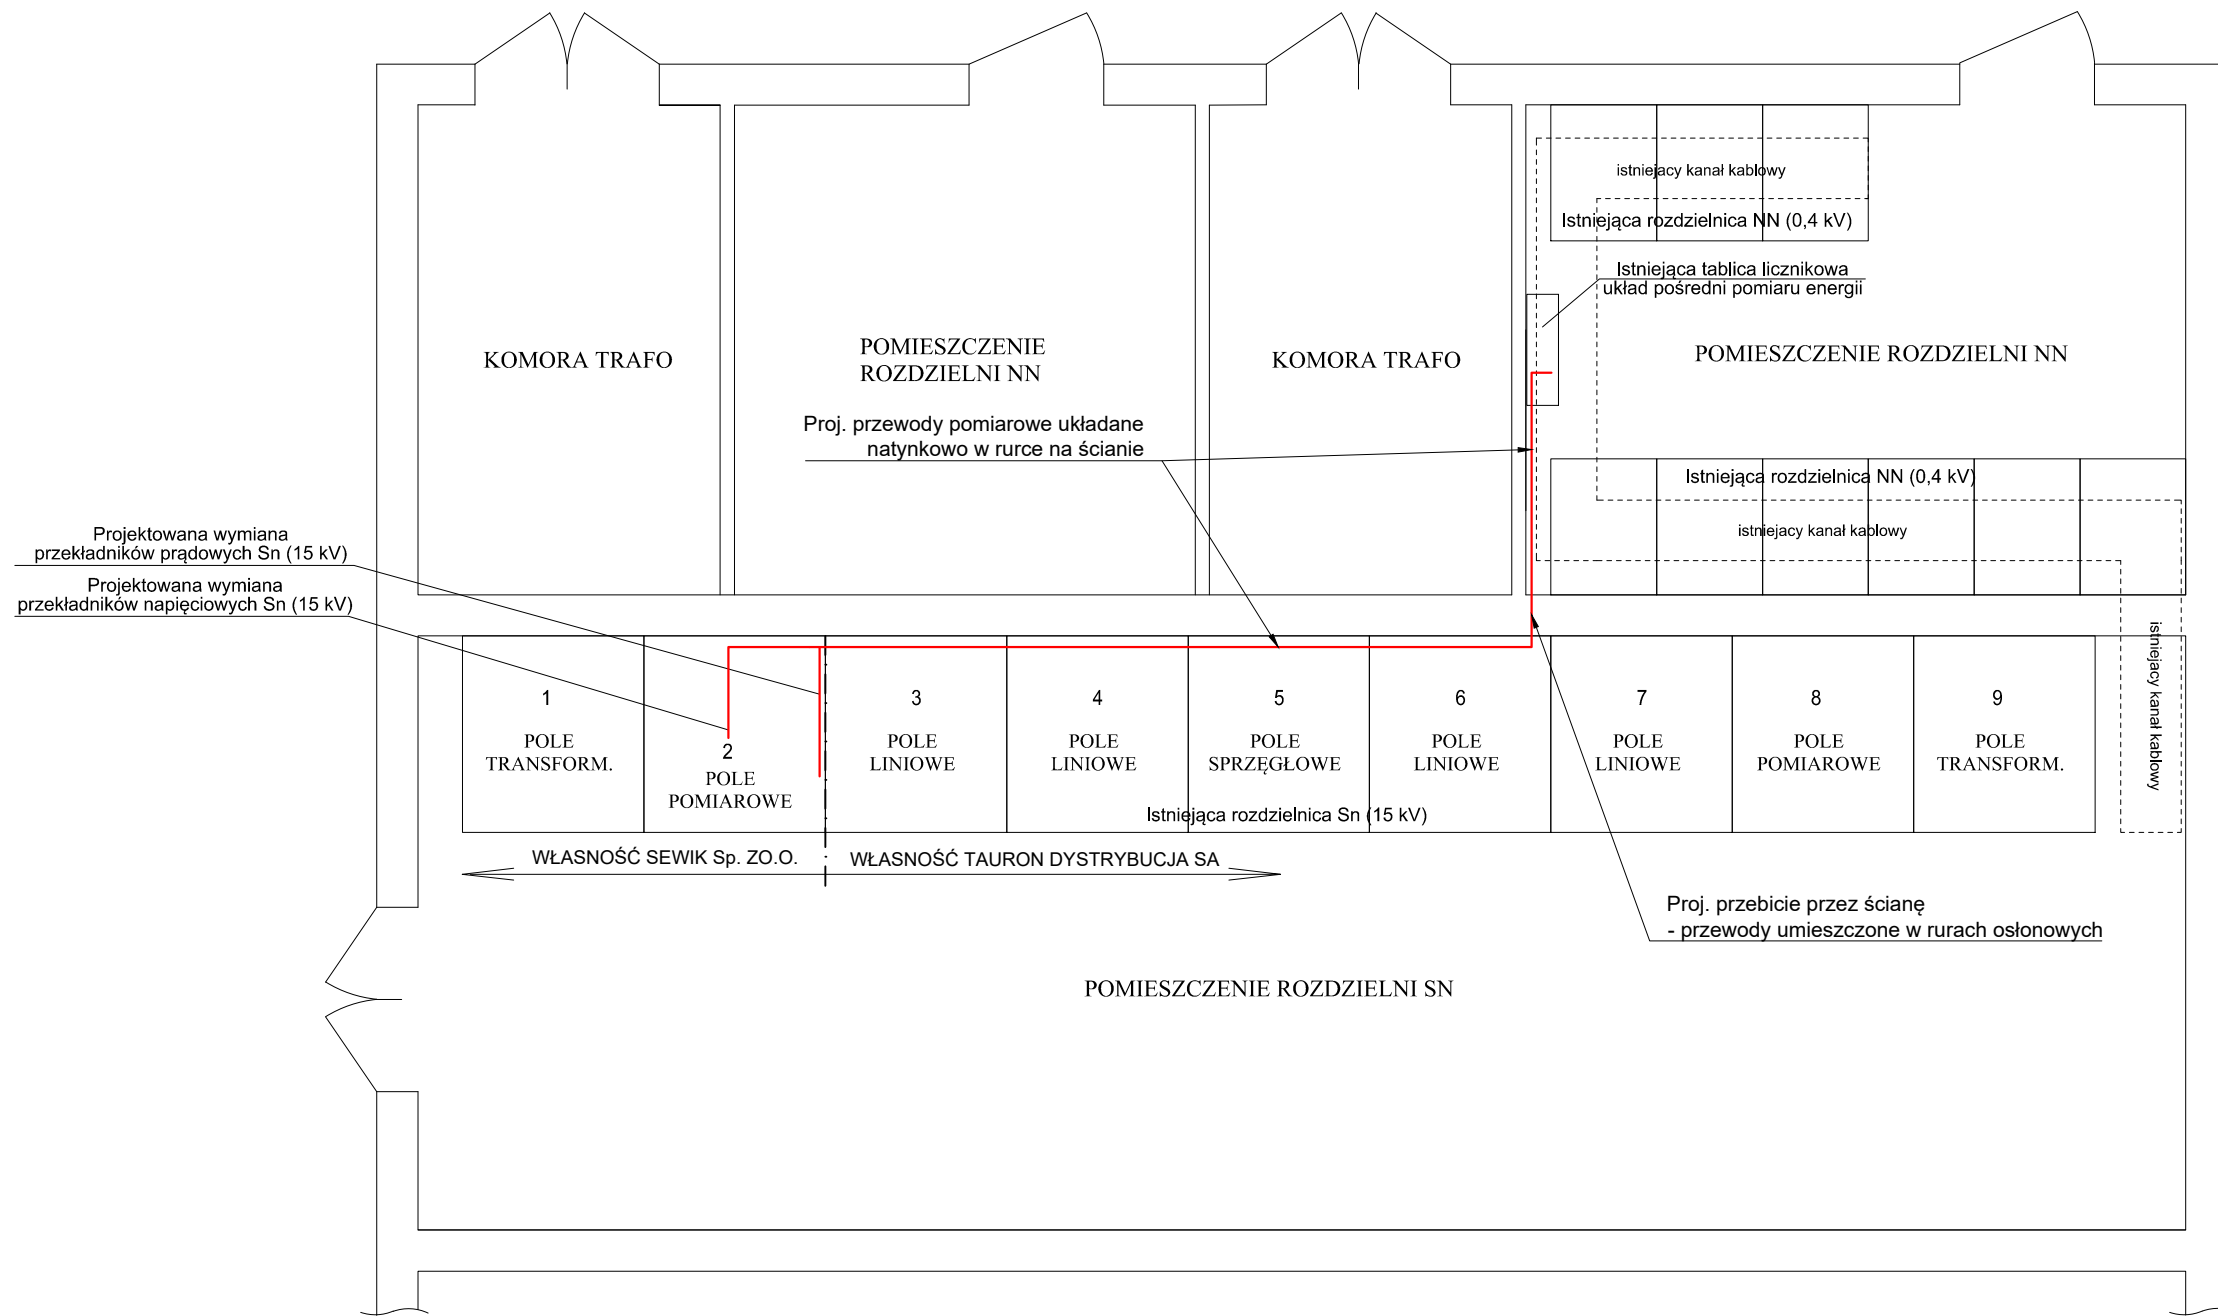 istniejacy kanał kablowy
Istniejąca rozdzielnica NN (0,4 kV)
Istniejąca tablica licznikowa
układ pośredni pomiaru energii
KOMORA TRAFO
POMIESZCZENIE
ROZDZIELNI NN
KOMORA TRAFO
POMIESZCZENIE ROZDZIELNI NN
Proj. przewody pomiarowe układane
natynkowo w rurce na ścianie
Istniejąca rozdzielnica NN (0,4 kV)
istniejacy kanał kablowy
Projektowana wymiana
przekładników prądowych Sn (15 kV)
Projektowana wymiana
przekładników napięciowych Sn (15 kV)
1
POLE
TRANSFORM.
2
POLE
POMIAROWE
3
POLE
LINIOWE
4
POLE
LINIOWE
5
POLE
SPRZĘGŁOWE
6
POLE
LINIOWE
7
POLE
LINIOWE
8
POLE
POMIAROWE
9
POLE
TRANSFORM.
istniejacy kanał kablowy
Istniejąca rozdzielnica Sn (15 kV)
WŁASNOŚĆ SEWIK Sp. ZO.O.
WŁASNOŚĆ TAURON DYSTRYBUCJA SA
Proj. przebicie przez ścianę
- przewody umieszczone w rurach osłonowych
POMIESZCZENIE ROZDZIELNI SN